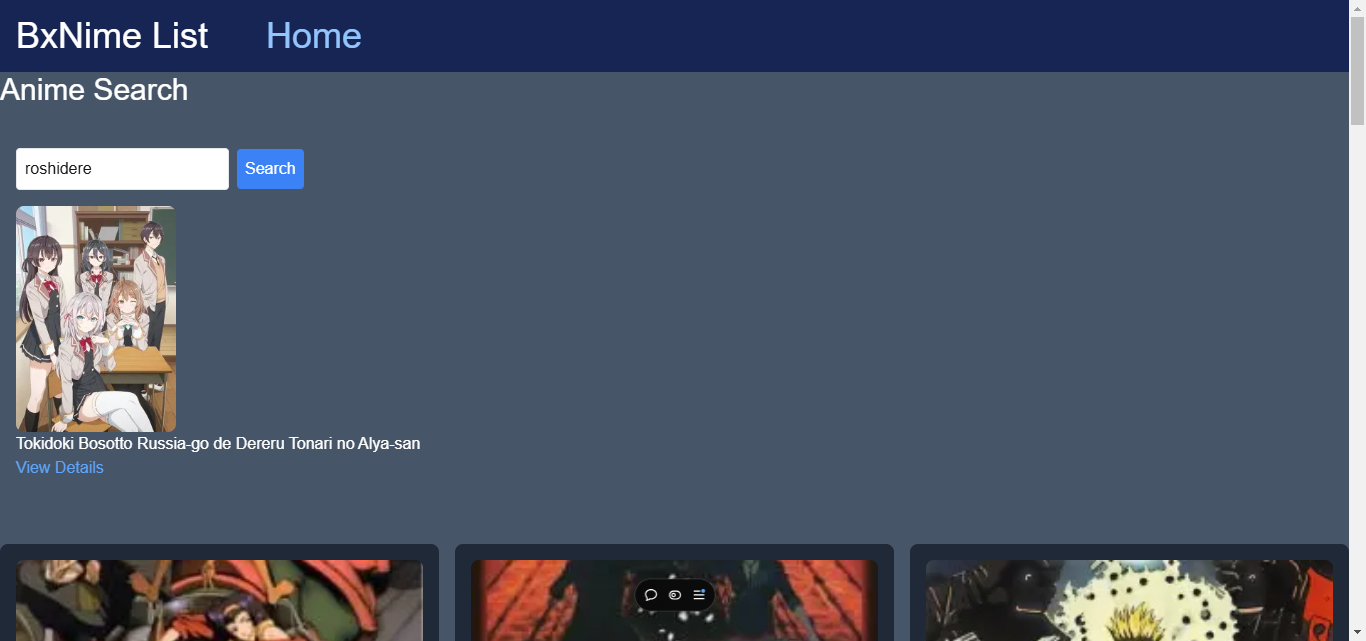 BxNime List Home
Anime Search
roshidere Search
Tokidoki Bosotto Russia-go de Dereru Tonari no Alya-san
View Details